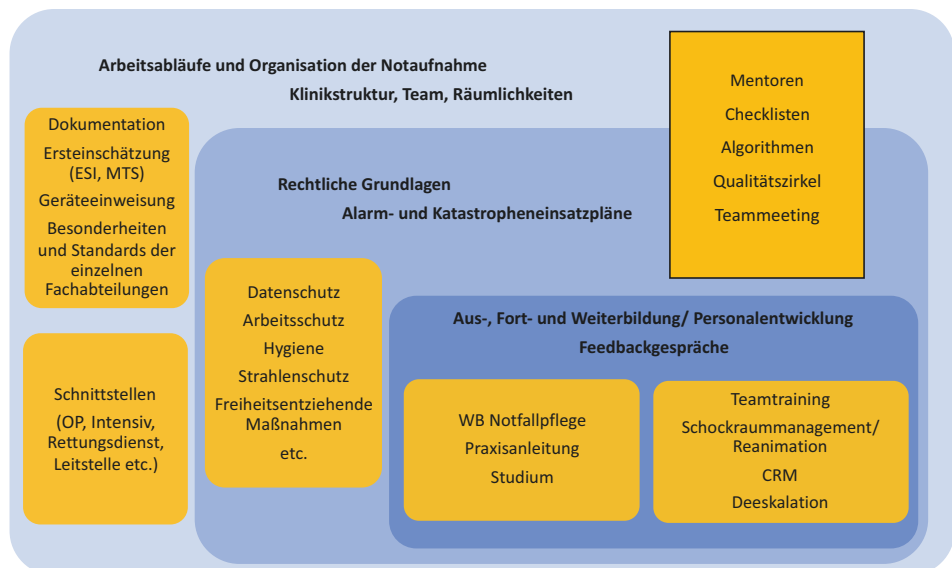 Arbeitsabläufe und Organisation der Notaufnahme
Klinikstruktur, Team, Räumlichkeiten
Mentoren
Checklisten
Algorithmen
Qualitätszirkel
Teammeeting
Dokumentation
Ersteinschätzung
(ESI, MTS)
Geräteeinweisung
Besonderheiten
und Standards der
einzelnen
Fachabteilungen
Rechtliche Grundlagen
Alarm- und Katastropheneinsatzpläne
Schnittstellen
(OP, Intensiv,
Rettungsdienst,
Leitstelle etc.)
Datenschutz
Arbeitsschutz
Hygiene
Strahlenschutz
Freiheitsentziehende
Maßnahmen
etc.
Aus-, Fort- und Weiterbildung/ Personalentwicklung
Feedbackgespräche
WB Notfallpflege
Praxisanleitung
Studium
Teamtraining
Schockraummanagement/
Reanimation
CRM
Deeskalation